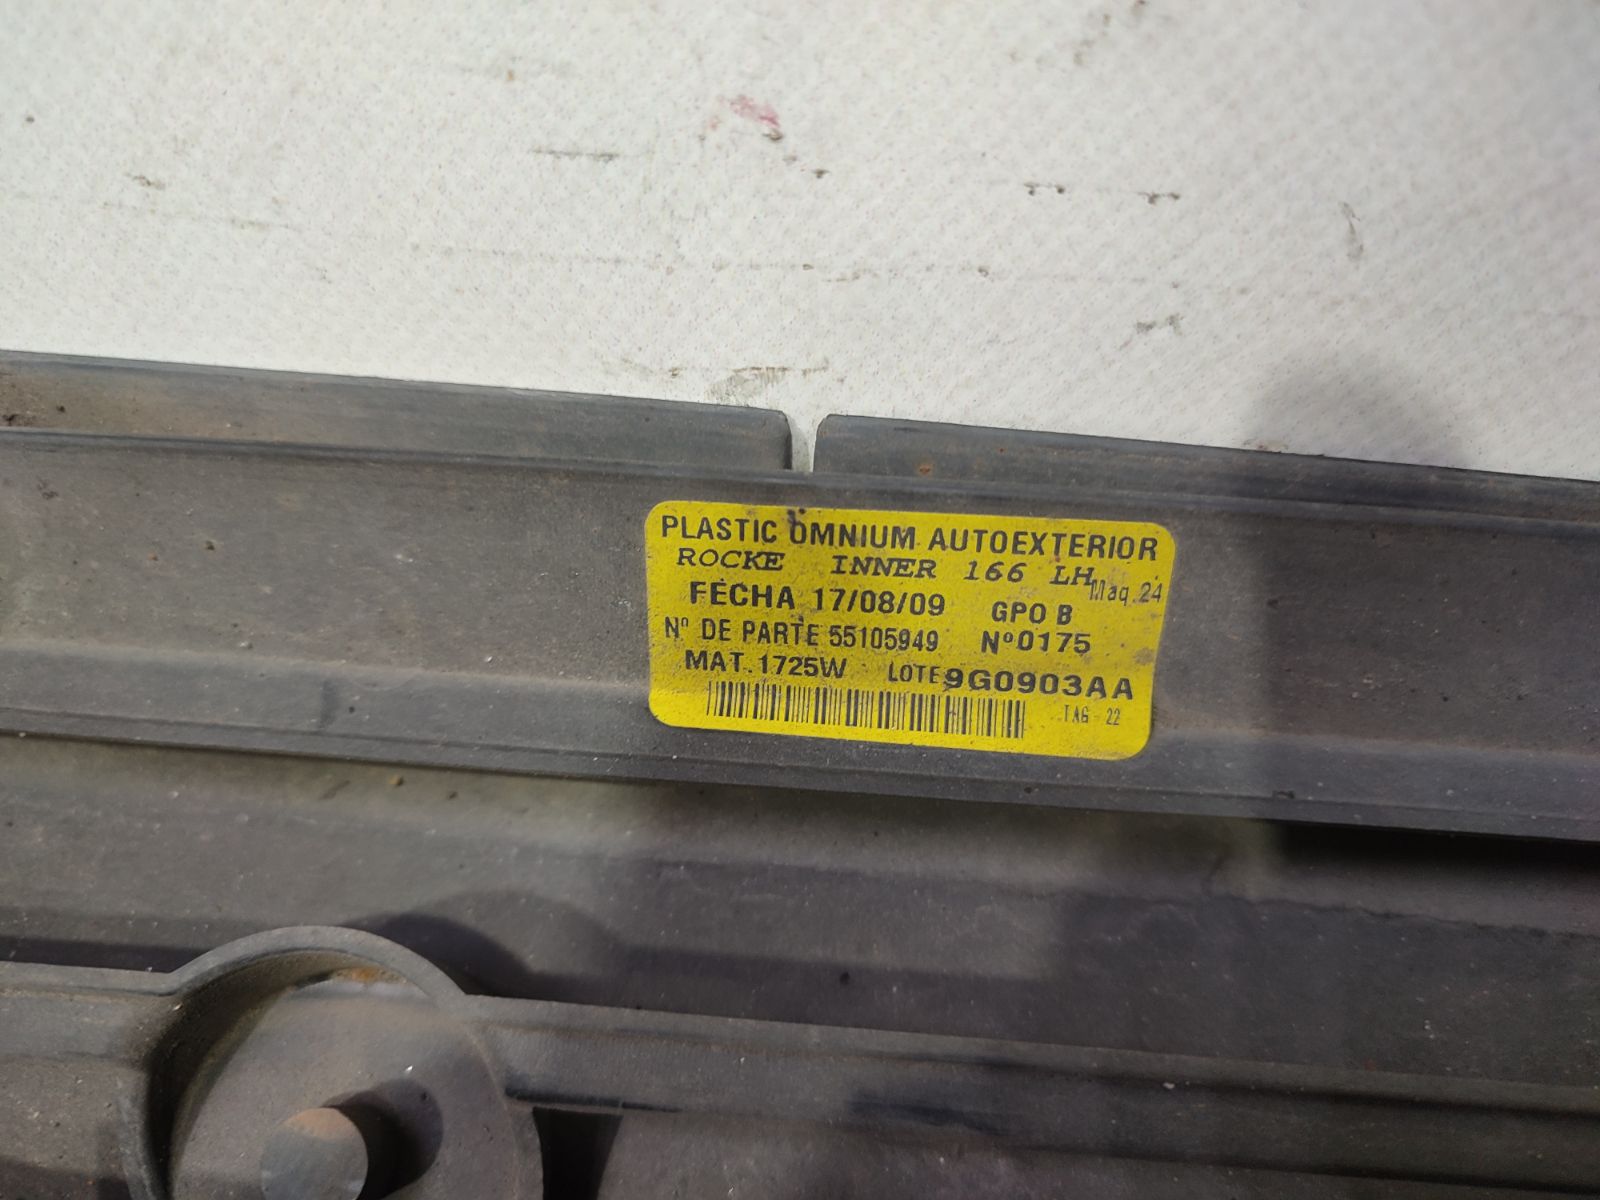 PLASTIC OMNIUM AUTOEXTERIOR
ROCKE INNER 166 LH Maq.24
FECHA 17/08/09 GPO B
Nº DE PARTE 55105949 Nº0175
MAT.1725W LOTE 9G0903AA
TAG-22